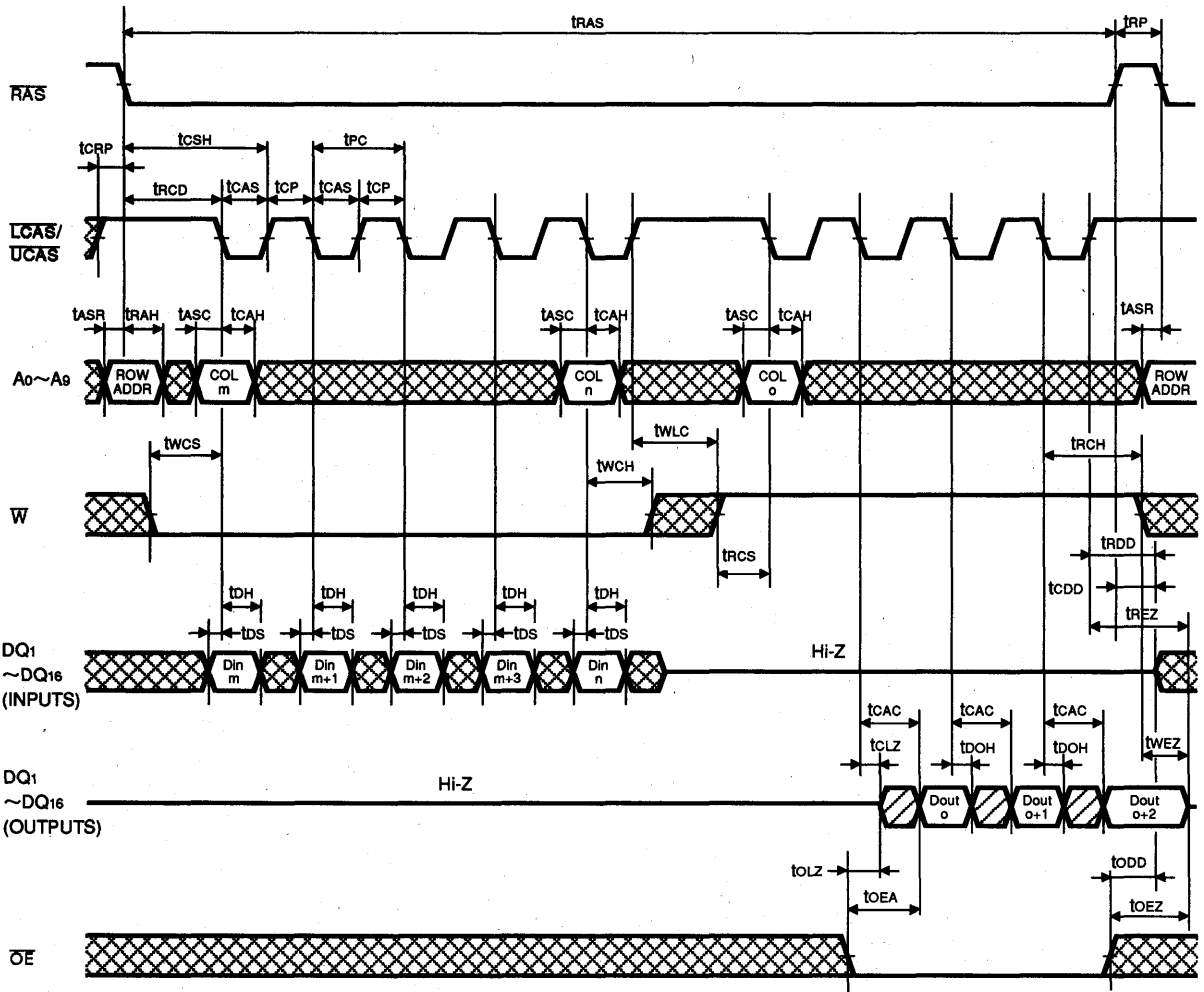 tRAS tRP
RAS
tCRP tCSH tPC
tRCD tCAS tCP tCAS tCP
LCAS/
UCAS
tASR tRAH tASC tCAH tASC tCAH tASC tCAH tASR
A0~A9 ROW ADDR COL m COL n COL o ROW ADDR
tWCS tWLC tRCH
tWCH
W
tRCS tRDD
tCDD
tDH tDH tDH tDH tDH tREZ
tDS tDS tDS tDS tDS
DQ1
~DQ16
(INPUTS)
Din m Din m+1 Din m+2 Din m+3 Din n Hi-Z
tCAC tCAC tCAC
tCLZ tDOH tDOH tWEZ
DQ1
~DQ16
(OUTPUTS)
Hi-Z Dout o Dout o+1 Dout o+2
tOLZ tODD
tOEA tOEZ
OE